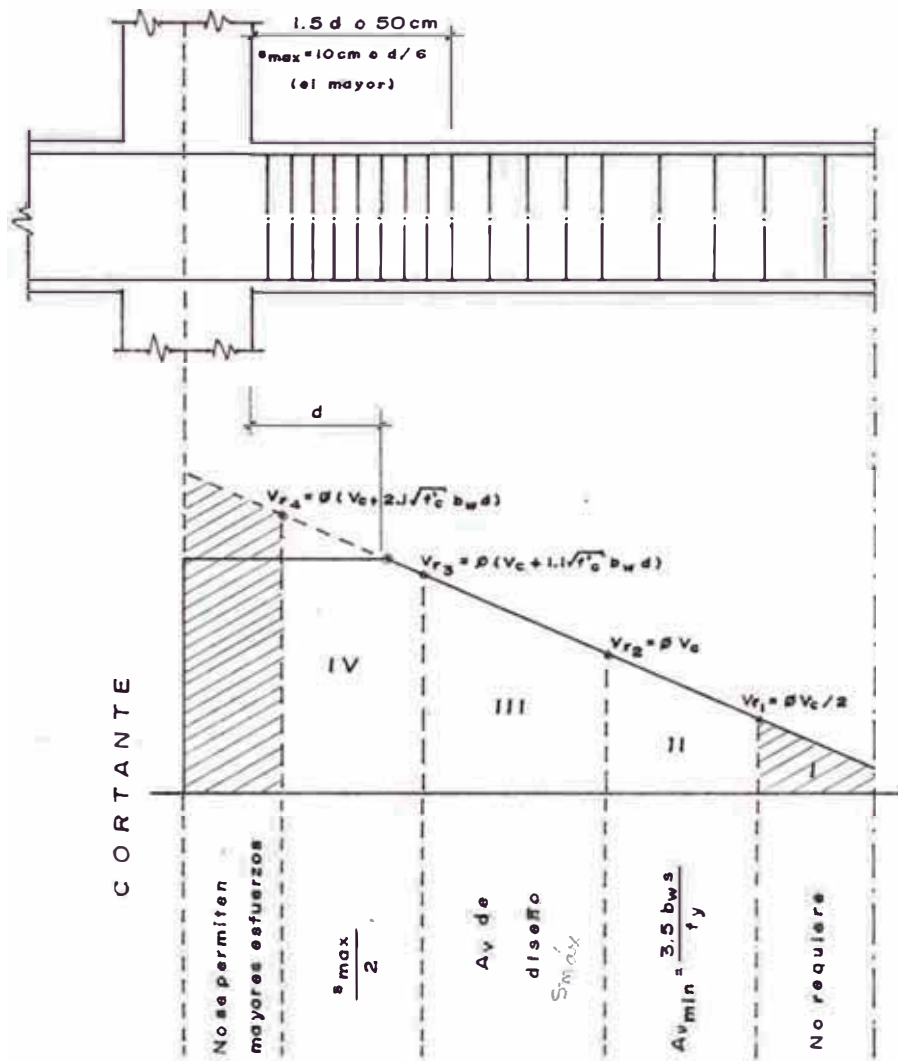 1.5 d o 50 cm
smax = 10 cm o d/6
(el mayor)
d
Vr4 = Ø (Vc + 2.1 √f'c bw d)
Vr3 = Ø (Vc + 1.1 √f'c bw d)
Vr2 = Ø Vc
Vr1 = Ø Vc / 2
IV
III
II
I
CORTANTE
No se permiten
mayores esfuerzos
smax
2
Av de
diseño
Smáx
Avmin = 3.5 bw s
fy
No requiere